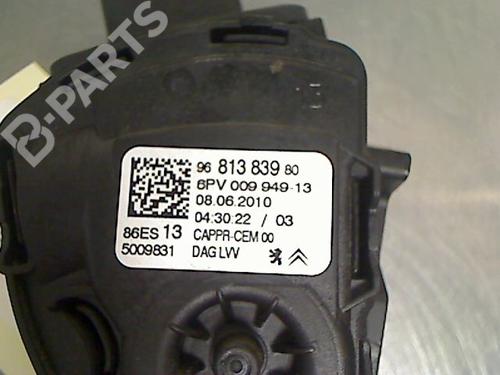 B-PARTS
96 813 839 80
6PV 009 949-13
08.06.2010
04:30:22 / 03
86ES 13 CAPPR-CEM 00
5009831 DAG LVV